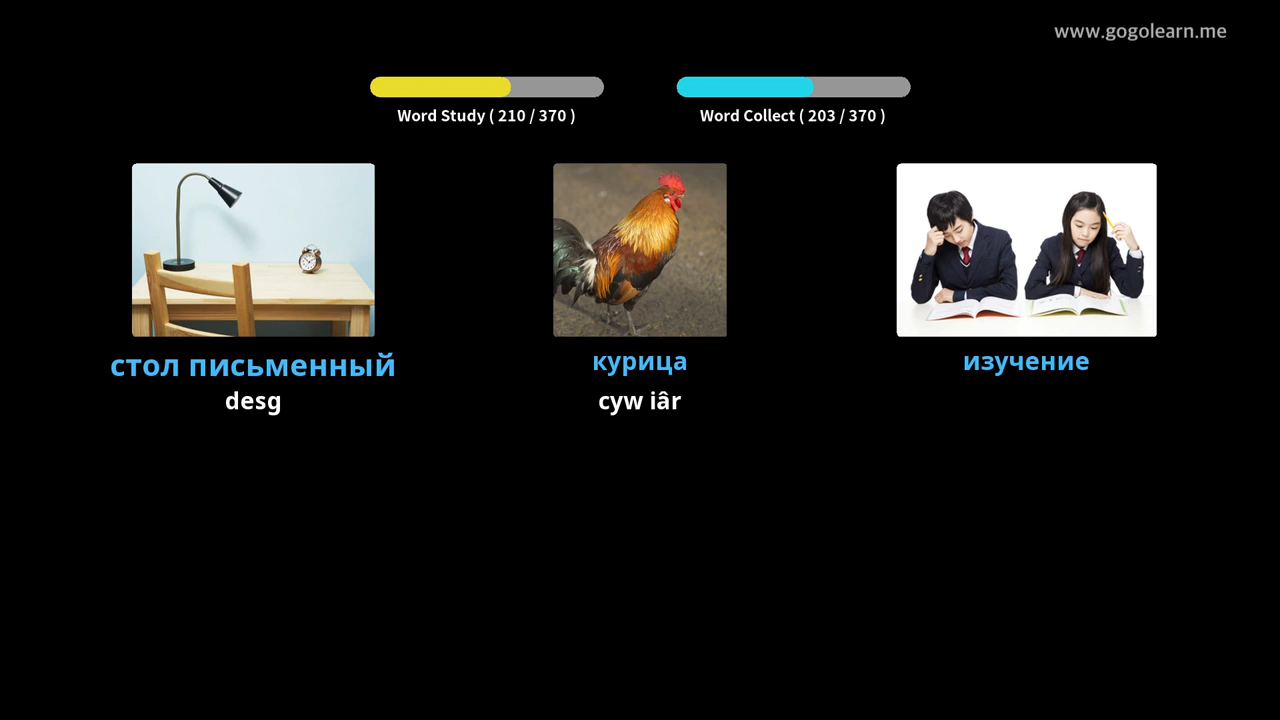 www.gogolearn.me
Word Study ( 210 / 370 )
Word Collect ( 203 / 370 )
стол письменный
desg
курица
cyw iâr
изучение